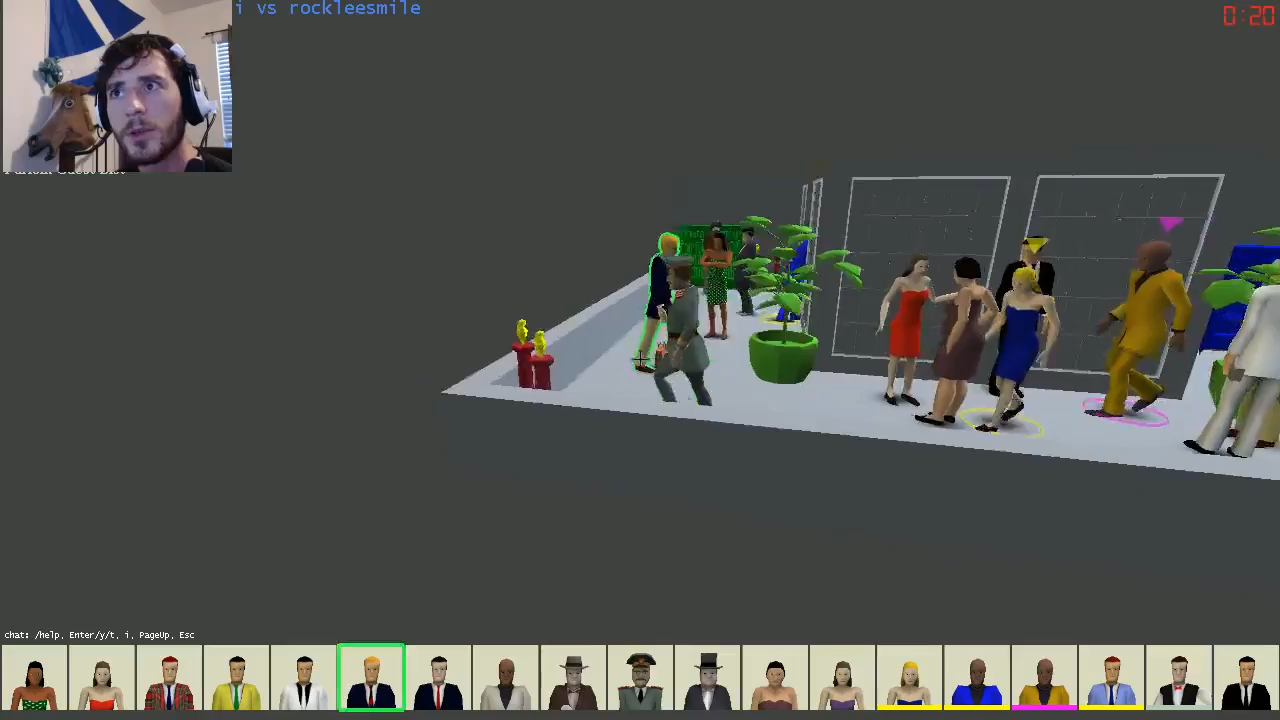 i vs rockleesmile
0:20
chat: /help, Enter/y/t, i, PageUp, Esc